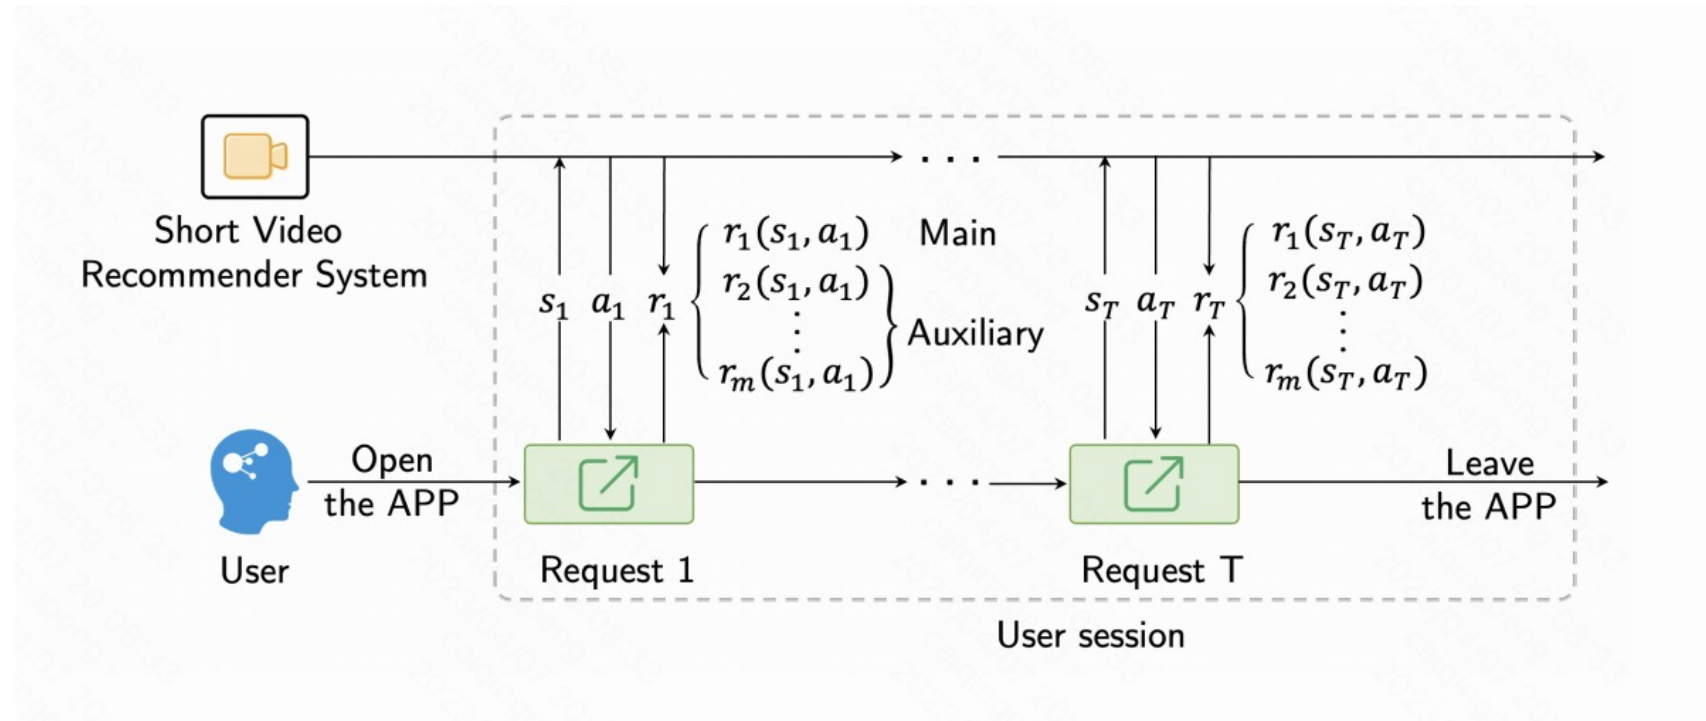 Short Video
Recommender System
s₁ a₁ r₁
r₁(s₁, a₁)
r₂(s₁, a₁)
⋮
rₘ(s₁, a₁)
Main
Auxiliary
. . .
s_T a_T r_T
r₁(s_T, a_T)
r₂(s_T, a_T)
⋮
rₘ(s_T, a_T)
User
Open
the APP
Request 1
. . .
Request T
Leave
the APP
User session